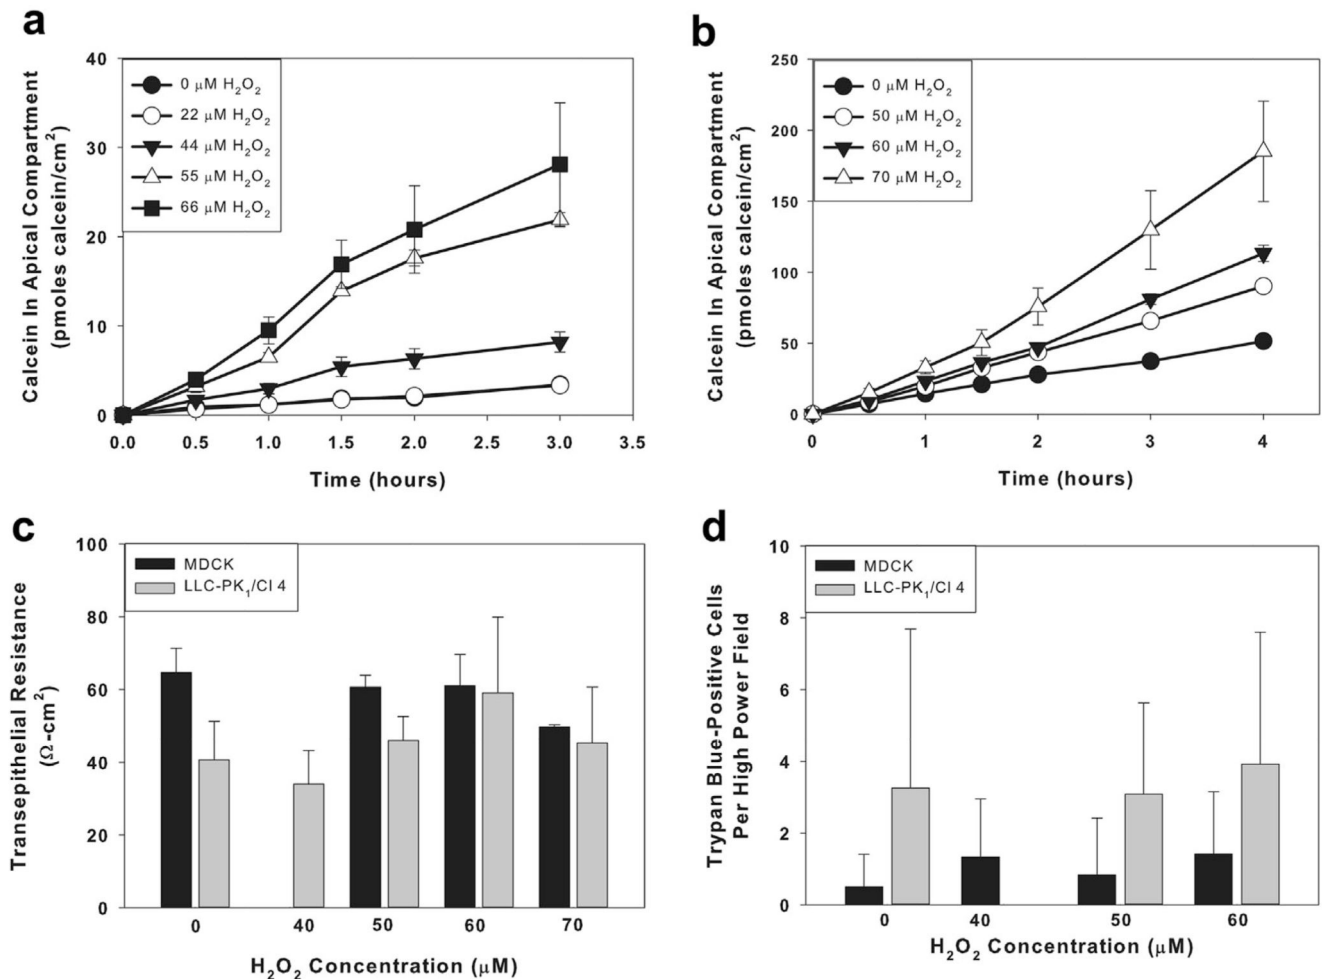 a
Calcein In Apical Compartment
(pmoles calcein/cm²)
40
30
20
10
0
0 μM H₂O₂
22 μM H₂O₂
44 μM H₂O₂
55 μM H₂O₂
66 μM H₂O₂
0.0 0.5 1.0 1.5 2.0 2.5 3.0 3.5
Time (hours)
b
Calcein In Apical Compartment
(pmoles calcein/cm²)
250
200
150
100
50
0
0 μM H₂O₂
50 μM H₂O₂
60 μM H₂O₂
70 μM H₂O₂
0 1 2 3 4
Time (hours)
c
Transepithelial Resistance
(Ω-cm²)
100
80
60
40
20
0
MDCK
LLC-PK₁/Cl 4
0 40 50 60 70
H₂O₂ Concentration (μM)
d
Trypan Blue-Positive Cells
Per High Power Field
10
8
6
4
2
0
MDCK
LLC-PK₁/Cl 4
0 40 50 60
H₂O₂ Concentration (μM)